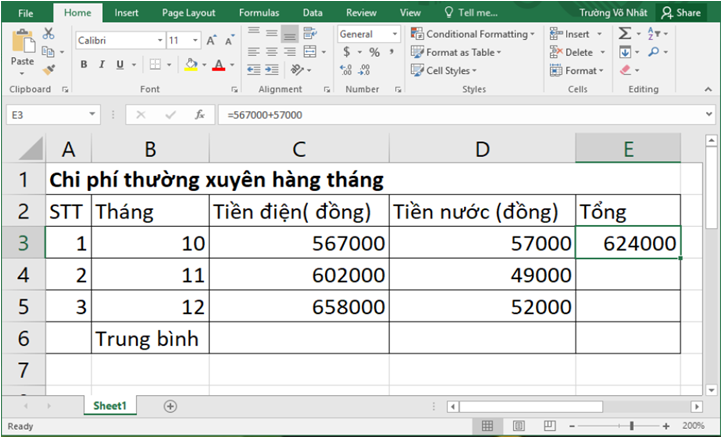 File Home Insert Page Layout Formulas Data Review View Tell me... Trường Võ Nhất Share
Calibri 11 A A General Conditional Formatting Insert Σ
Paste B I U A $ % , Format as Table Delete
Cell Styles Format
Clipboard Font Alignment Number Styles Cells Editing
E3 fx =567000+57000
A B C D E
1 Chi phí thường xuyên hàng tháng
2 STT Tháng Tiền điện( đồng) Tiền nước (đồng) Tổng
3 1 10 567000 57000 624000
4 2 11 602000 49000
5 3 12 658000 52000
6 Trung bình
7
Sheet1
Ready 200%